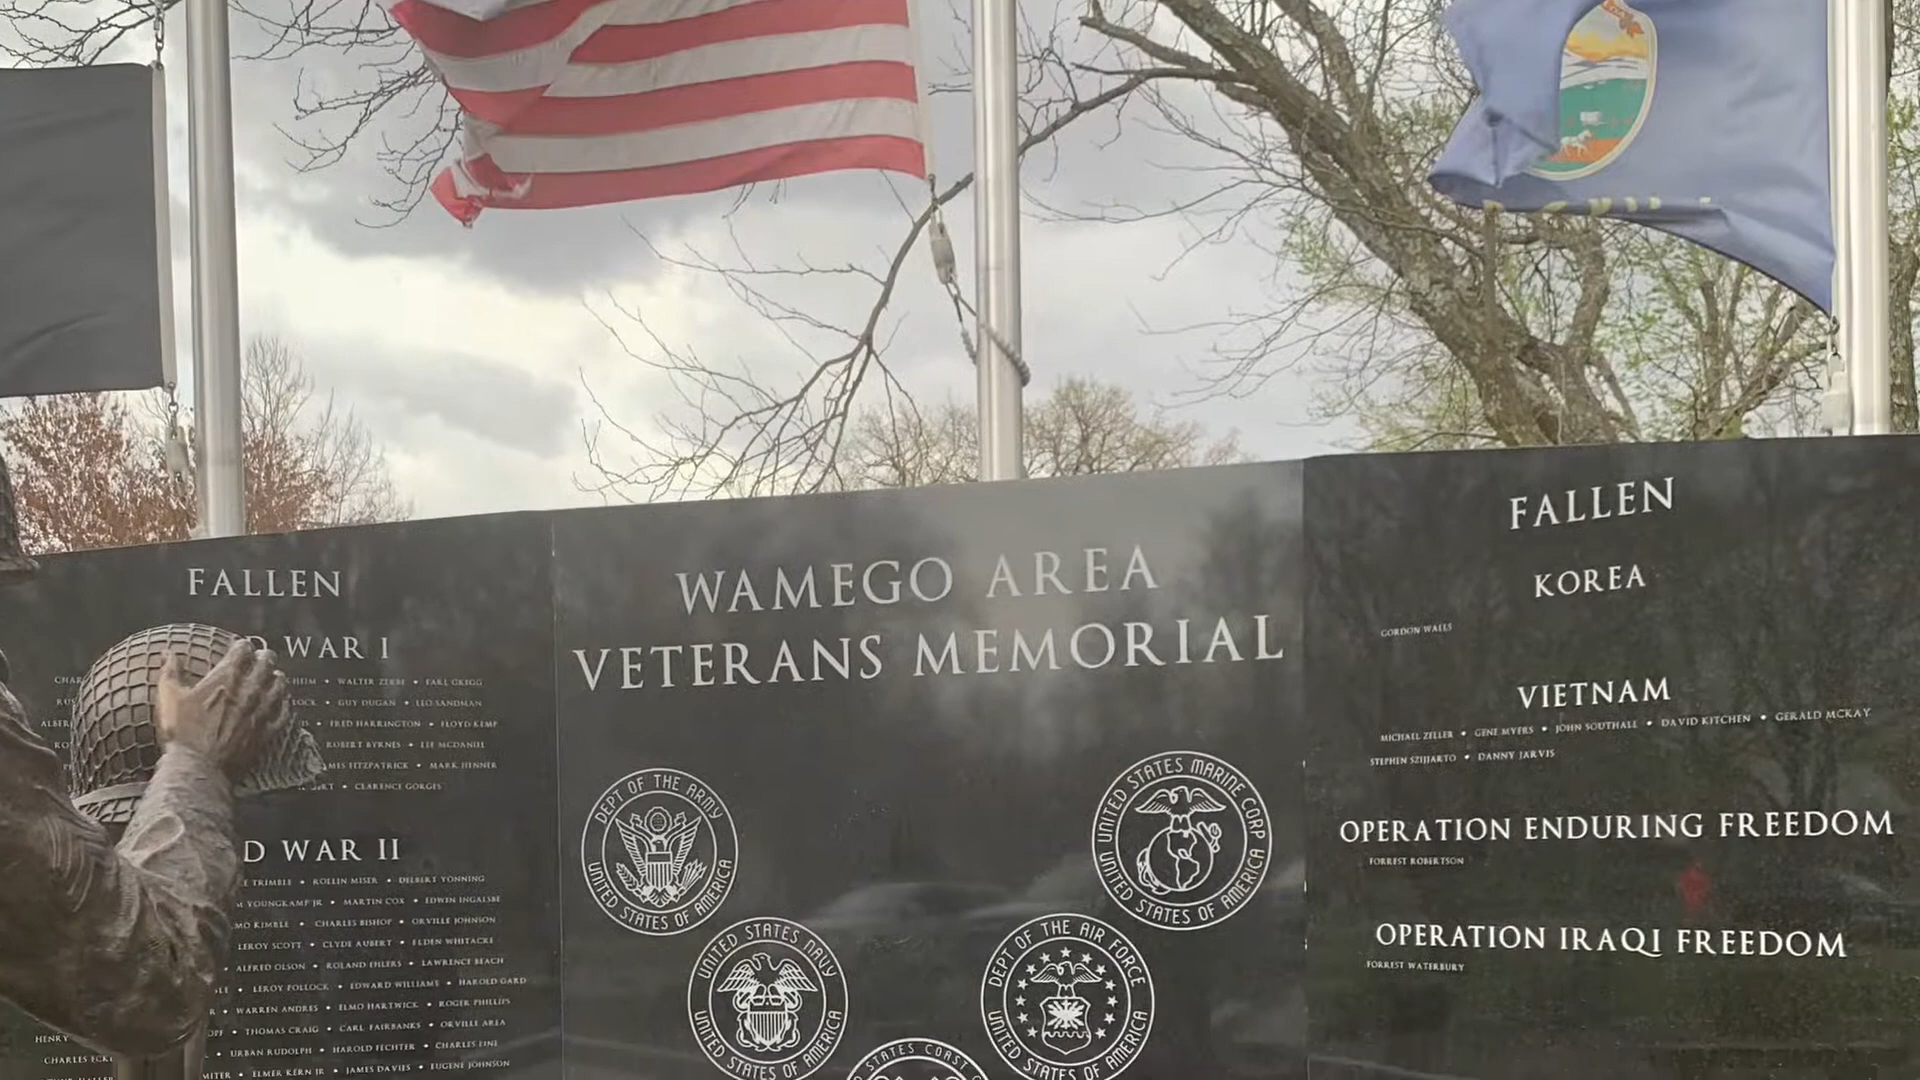 FALLEN
D WAR I
CHAR HEIM • WALTER ZERBE • EARL GREGG
OCK • GUY DUGAN • LEO SANDMAN
ALBER • FRED HARRINGTON • FLOYD KEMP
ROBERT BYRNES • LEE MCDANIEL
MES FITZPATRICK • MARK HENNER
• CLARENCE GORGES
D WAR II
E TRIMBLE • ROLLIN MISER • DELBERT YONNING
M YOUNGKAMP JR • MARTIN COX • EDWIN INGALSBE
MO KIMBLE • CHARLES BISHOP • ORVILLE JOHNSON
LEROY SCOTT • CLYDE AUBERT • ELDEN WHITACRE
• ALFRED OLSON • ROLAND EHLERS • LAWRENCE BEACH
LE • LEROY POLLOCK • EDWARD WILLIAMS • HAROLD GARD
R • WARREN ANDRES • ELMO HARTWICK • ROGER PHILLIPS
• THOMAS CRAIG • CARL FAIRBANKS • ORVILLE AREA
HENRY • URBAN RUDOLPH • HAROLD FECHTER • CHARLES FINE
CHARLES ECK MITER • ELMER KERN JR • JAMES DAVIES • EUGENE JOHNSON
WAMEGO AREA
VETERANS MEMORIAL
DEPT OF THE ARMY
UNITED STATES OF AMERICA
UNITED STATES MARINE CORP
UNITED STATES OF AMERICA
UNITED STATES NAVY
UNITED STATES OF AMERICA
DEPT OF THE AIR FORCE
UNITED STATES OF AMERICA
STATES COAST
FALLEN
KOREA
GORDON WALLS
VIETNAM
MICHAEL ZELLER • GENE MYERS • JOHN SOUTHALL • DAVID KITCHEN • GERALD MCKAY
STEPHEN SZIJJARTO • DANNY JARVIS
OPERATION ENDURING FREEDOM
FORREST ROBERTSON
OPERATION IRAQI FREEDOM
FORREST WATERBURY